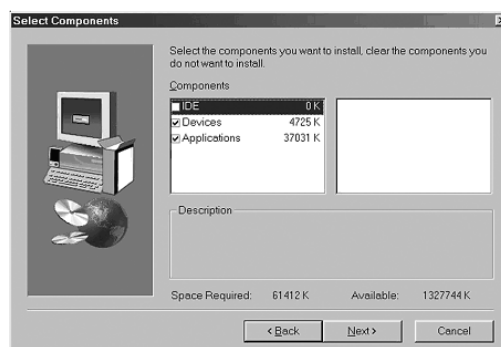 Select Components
Select the components you want to install, clear the components you
do not want to install.
Components
IDE 0 K
Devices 4725 K
Applications 37031 K
Description
Space Required: 61412 K Available: 1327744 K
< Back Next > Cancel